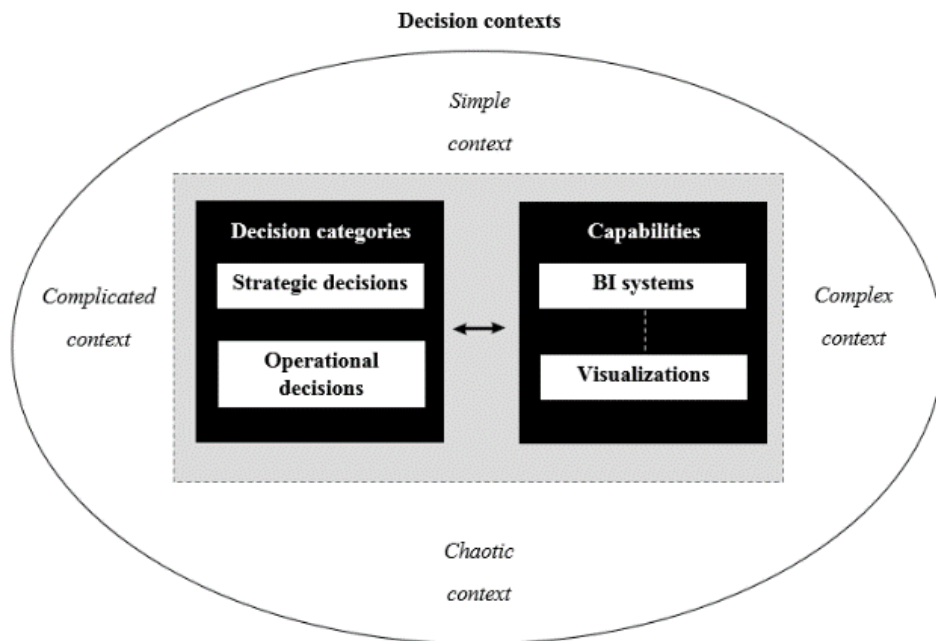 Decision contexts
Simple
context
Decision categories
Strategic decisions
Operational
decisions
Capabilities
BI systems
Visualizations
Complicated
context
Complex
context
Chaotic
context